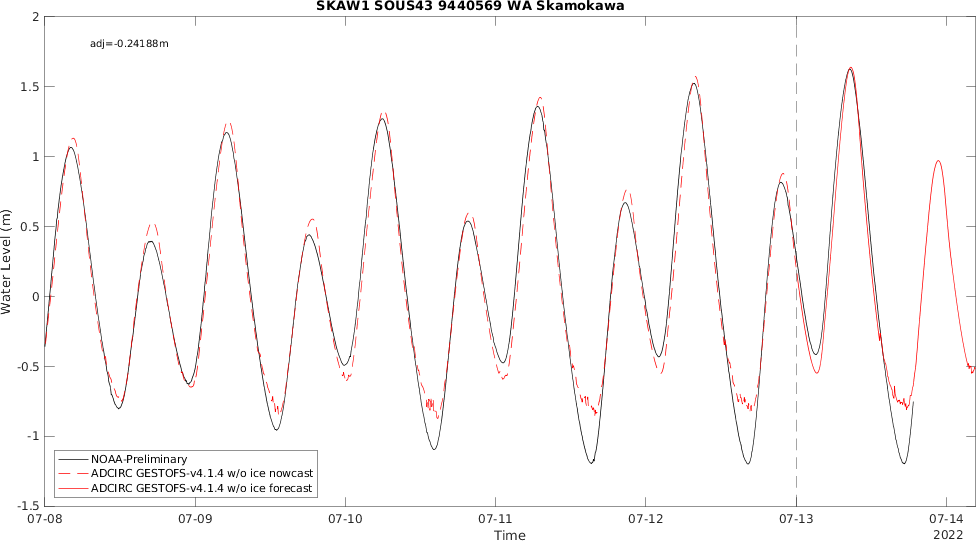 SKAW1 SOUS43 9440569 WA Skamokawa
adj=-0.24188m
2
1.5
1
0.5
0
-0.5
-1
-1.5
Water Level (m)
NOAA-Preliminary
ADCIRC GESTOFS-v4.1.4 w/o ice nowcast
ADCIRC GESTOFS-v4.1.4 w/o ice forecast
07-08 07-09 07-10 07-11 07-12 07-13 07-14
Time
2022